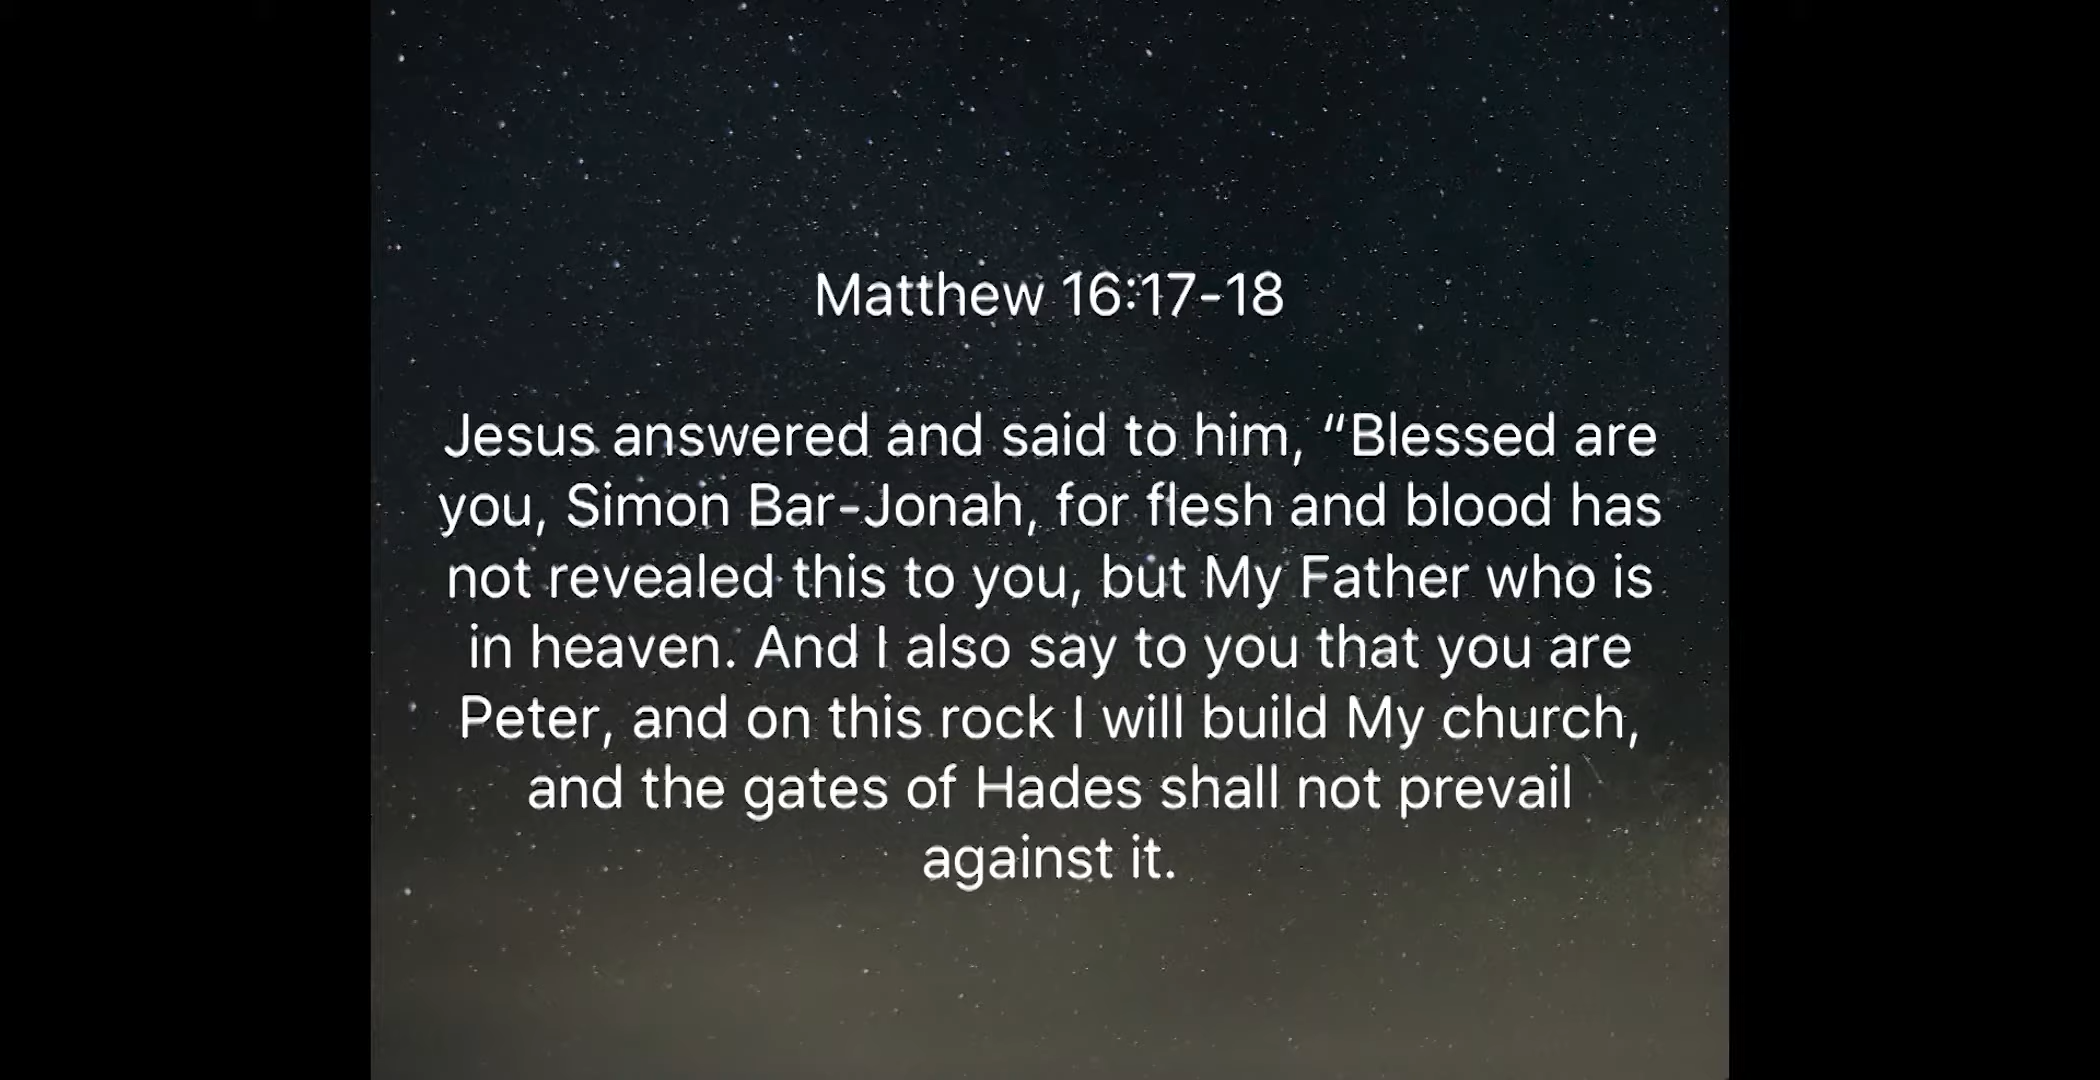 Matthew 16:17-18
Jesus answered and said to him, “Blessed are
you, Simon Bar-Jonah, for flesh and blood has
not revealed this to you, but My Father who is
in heaven. And I also say to you that you are
Peter, and on this rock I will build My church,
and the gates of Hades shall not prevail
against it.